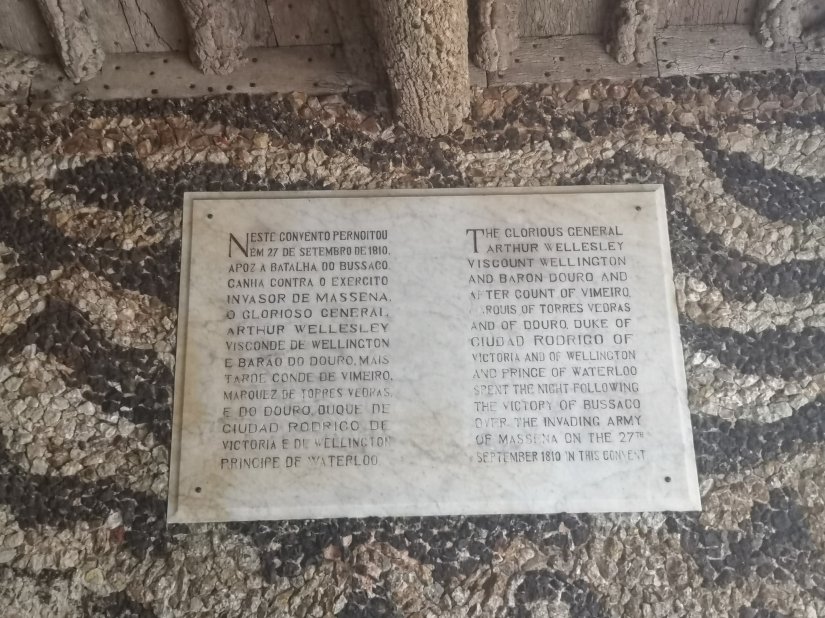 NESTE CONVENTO PERNOITOU
ÉM 27 DE SETEMBRO DE 1810,
APOZ A BATALHA DO BUSSACO,
GANHA CONTRA O EXERCITO
INVASOR DE MASSENA,
O GLORIOSO GENERAL,
ARTHUR WELLESLEY
VISCONDE DE WELLINGTON
E BARÃO DO DOURO, MAIS
TARDE CONDE DE VIMEIRO,
MARQUEZ DE TORRES VEDRAS,
E DO DOURO, DUQUE DE
CIUDAD RODRIGO DE
VICTORIA E DE WELLINGTON
PRINCIPE DE WATERLOO.
THE GLORIOUS GENERAL
ARTHUR WELLESLEY
VISCOUNT WELLINGTON
AND BARON DOURO AND
AFTER COUNT OF VIMEIRO,
MARQUIS OF TORRES VEDRAS
AND OF DOURO, DUKE OF
CIUDAD RODRIGO OF
VICTORIA AND OF WELLINGTON
AND PRINCE OF WATERLOO
SPENT THE NIGHT FOLLOWING
THE VICTORY OF BUSSACO
OVER THE INVADING ARMY
OF MASSENA ON THE 27TH
SEPTEMBER 1810 IN THIS CONVENT